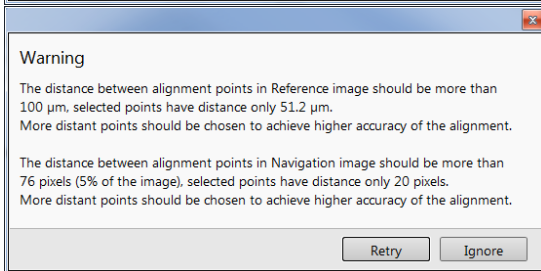 Warning
The distance between alignment points in Reference image should be more than
100 µm, selected points have distance only 51.2 µm.
More distant points should be chosen to achieve higher accuracy of the alignment.
The distance between alignment points in Navigation image should be more than
76 pixels (5% of the image), selected points have distance only 20 pixels.
More distant points should be chosen to achieve higher accuracy of the alignment.
Retry Ignore